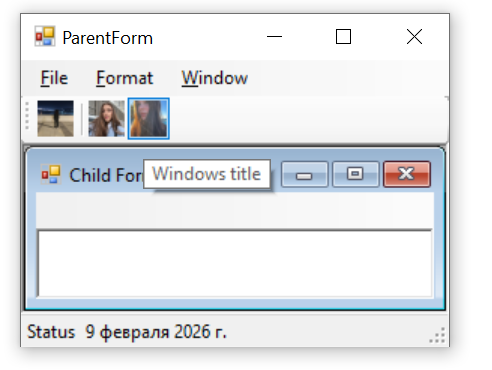 ParentForm
File Format Window
Child For
Windows title
Status 9 февраля 2026 г.